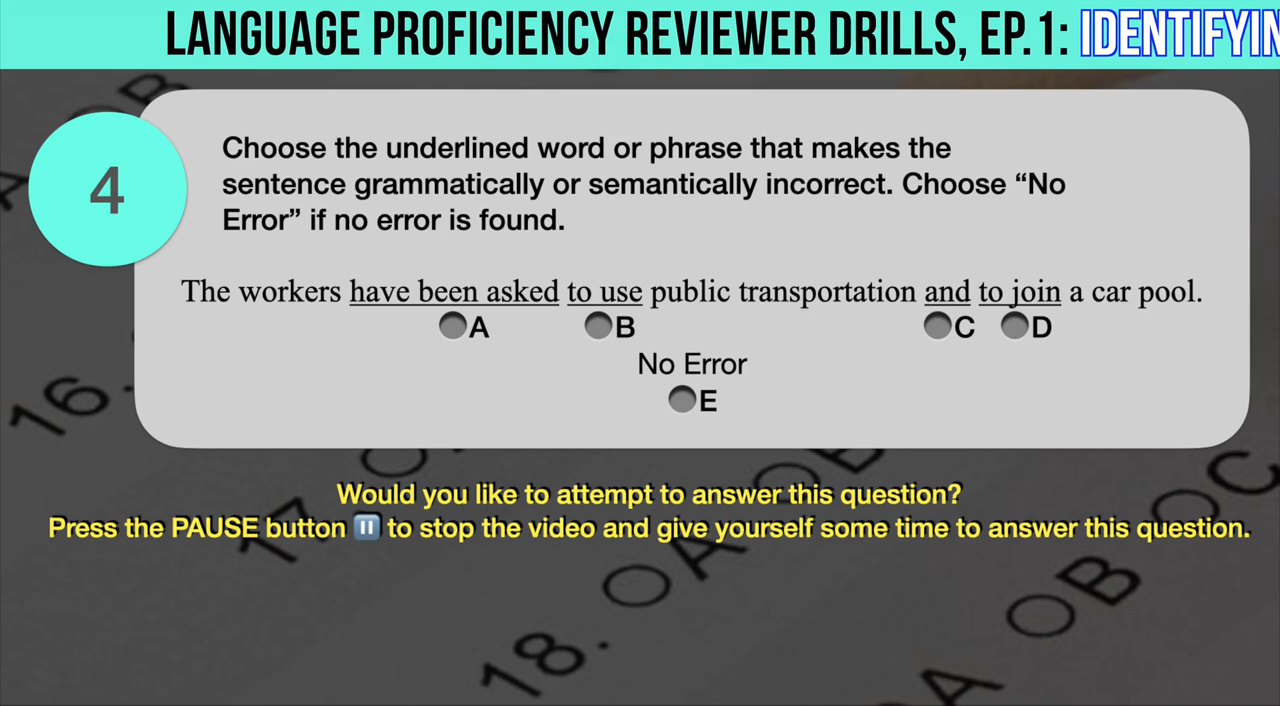 LANGUAGE PROFICIENCY REVIEWER DRILLS, EP.1: IDENTIFYIN
4
Choose the underlined word or phrase that makes the
sentence grammatically or semantically incorrect. Choose “No
Error” if no error is found.
The workers have been asked to use public transportation and to join a car pool.
A B C D
No Error
E
Would you like to attempt to answer this question?
Press the PAUSE button ⏸ to stop the video and give yourself some time to answer this question.
16.
17.
18. A B C
A B